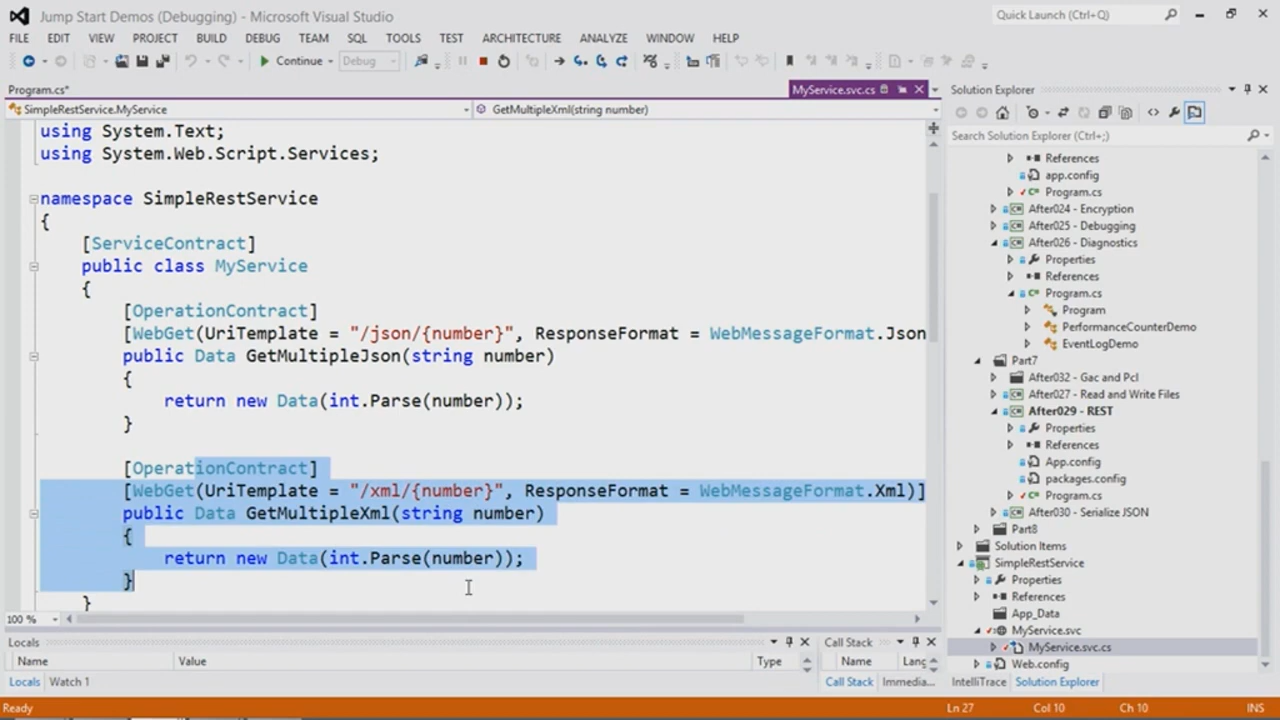 Jump Start Demos (Debugging) - Microsoft Visual Studio
Quick Launch (Ctrl+Q)
FILE EDIT VIEW PROJECT BUILD DEBUG TEAM SQL TOOLS TEST ARCHITECTURE ANALYZE WINDOW HELP
Continue Debug
Program.cs*
MyService.svc.cs
SimpleRestService.MyService
GetMultipleXml(string number)
using System.Text;
using System.Web.Script.Services;
namespace SimpleRestService
{
[ServiceContract]
public class MyService
{
[OperationContract]
[WebGet(UriTemplate = "/json/{number}", ResponseFormat = WebMessageFormat.Json
public Data GetMultipleJson(string number)
{
return new Data(int.Parse(number));
}
[OperationContract]
[WebGet(UriTemplate = "/xml/{number}", ResponseFormat = WebMessageFormat.Xml)]
public Data GetMultipleXml(string number)
{
return new Data(int.Parse(number));
}
}
100 %
Locals
Name Value Type
Locals Watch 1
Call Stack
Name Lang
Call Stack Immedia...
Solution Explorer
Search Solution Explorer (Ctrl+;)
References
app.config
Program.cs
After024 - Encryption
After025 - Debugging
After026 - Diagnostics
Properties
References
Program.cs
Program
PerformanceCounterDemo
EventLogDemo
Part7
After032 - Gac and Pcl
After027 - Read and Write Files
After029 - REST
Properties
References
App.config
packages.config
Program.cs
After030 - Serialize JSON
Part8
Solution Items
SimpleRestService
Properties
References
App_Data
MyService.svc
MyService.svc.cs
Web.config
IntelliTrace Solution Explorer
Ready Ln 27 Col 10 Ch 10 INS